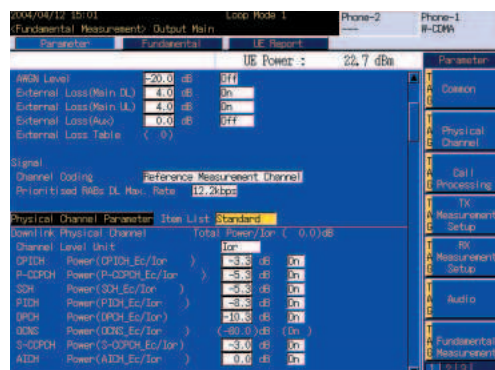 2004/04/12 15:01 Loop Mode 1 Phone-2 Phone-1
<Fundamental Measurement> Output Main ---- W-CDMA
Parameter Fundamental UE Report
UE Power : 22.7 dBm Parameter
AWGN Level -20.0 dB Off
External Loss(Main DL) 4.0 dB On
External Loss(Main UL) 4.0 dB On
External Loss(Aux) 0.0 dB Off
External Loss Table ( .0)
Signal
Channel Coding Reference Measurement Channel
Prioritised RABs DL Max. Rate 12.2kbps
Physical Channel Parameter Item List Standard
Downlink Physical Channel Total Power/Ior ( 0.0)dB
Channel Level Unit Ior
CPICH Power(CPICH_Ec/Ior ) -3.3 dB On
P-CCPCH Power(P-CCPCH_Ec/Ior ) -5.3 dB On
SCH Power(SCH_Ec/Ior ) -5.3 dB On
PICH Power(PICH_Ec/Ior ) -8.3 dB On
DPCH Power(DPCH_Ec/Ior) -10.3 dB On
OCNS Power(OCNS_Ec/Ior ) (-80.0)dB (On )
S-CCPCH Power(S-CCPCH_Ec/Ior ) -3.0 dB On
AICH Power(AICH_Ec/Ior ) 0.0 dB On
TAG Common
TAG Physical Channel
TAG Call Processing
TAG TX Measurement Setup
TAG RX Measurement Setup
TAG Audio
TAG Fundamental Measurement